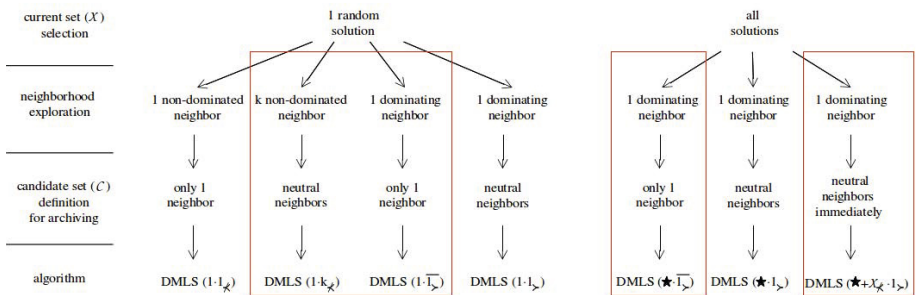 current set (X) selection
1 random solution
all solutions
neighborhood exploration
1 non-dominated neighbor
k non-dominated neighbor
1 dominating neighbor
1 dominating neighbor
1 dominating neighbor
1 dominating neighbor
1 dominating neighbor
candidate set (C) definition for archiving
only 1 neighbor
neutral neighbors
only 1 neighbor
neutral neighbors
only 1 neighbor
neutral neighbors
neutral neighbors immediately
algorithm
DMLS (1·1⊀)
DMLS (1·k⊀)
DMLS (1·1̅≻)
DMLS (1·1≻)
DMLS (★·1̅≻)
DMLS (★·1≻)
DMLS (★+χ⊀·1≻)